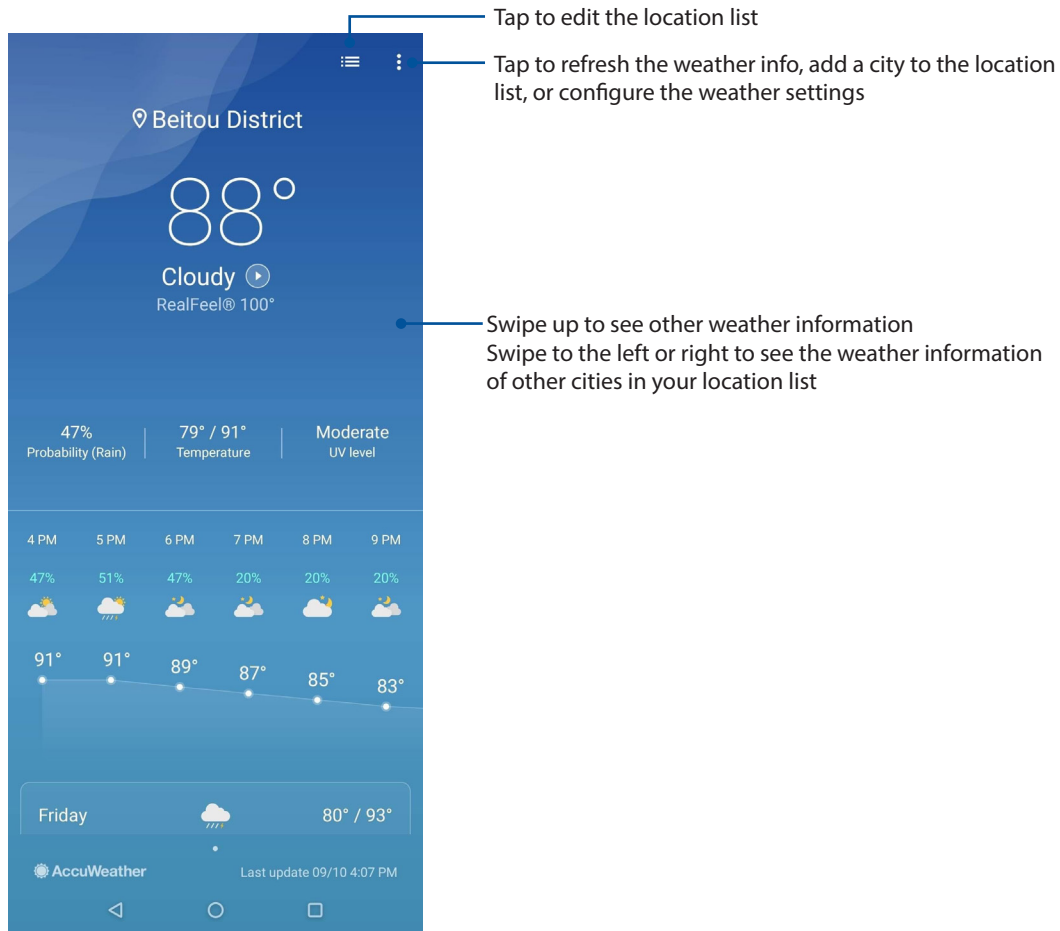 Tap to edit the location list
Tap to refresh the weather info, add a city to the location
list, or configure the weather settings
Beitou District
88°
Cloudy
RealFeel® 100°
Swipe up to see other weather information
Swipe to the left or right to see the weather information
of other cities in your location list
47% 79° / 91° Moderate
Probability (Rain) Temperature UV level
4 PM 5 PM 6 PM 7 PM 8 PM 9 PM
47% 51% 47% 20% 20% 20%
91° 91° 89° 87° 85° 83°
Friday 80° / 93°
AccuWeather Last update 09/10 4:07 PM